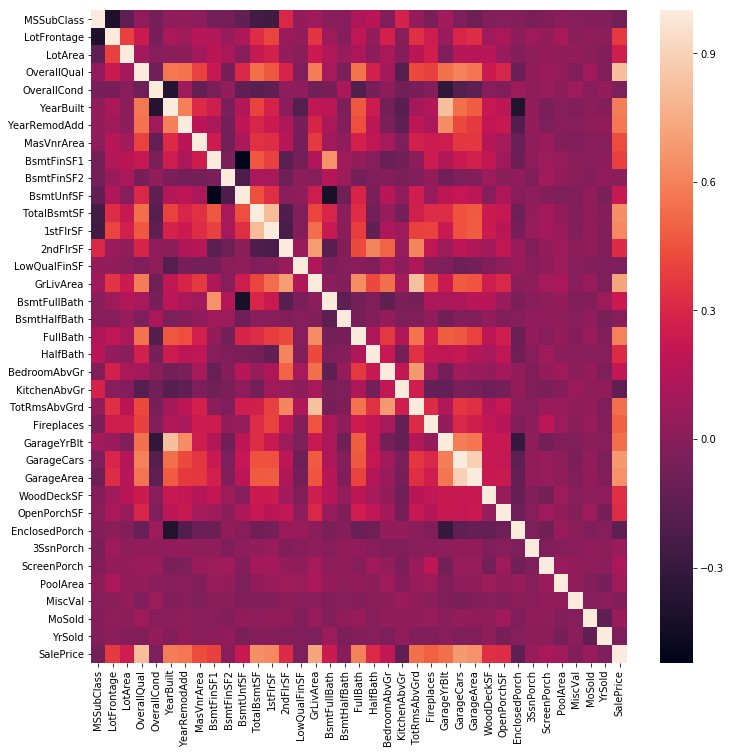 MSSubClass
LotFrontage
LotArea
OverallQual
OverallCond
YearBuilt
YearRemodAdd
MasVnrArea
BsmtFinSF1
BsmtFinSF2
BsmtUnfSF
TotalBsmtSF
1stFlrSF
2ndFlrSF
LowQualFinSF
GrLivArea
BsmtFullBath
BsmtHalfBath
FullBath
HalfBath
BedroomAbvGr
KitchenAbvGr
TotRmsAbvGrd
Fireplaces
GarageYrBlt
GarageCars
GarageArea
WoodDeckSF
OpenPorchSF
EnclosedPorch
3SsnPorch
ScreenPorch
PoolArea
MiscVal
MoSold
YrSold
SalePrice
MSSubClass
LotFrontage
LotArea
OverallQual
OverallCond
YearBuilt
YearRemodAdd
MasVnrArea
BsmtFinSF1
BsmtFinSF2
BsmtUnfSF
TotalBsmtSF
1stFlrSF
2ndFlrSF
LowQualFinSF
GrLivArea
BsmtFullBath
BsmtHalfBath
FullBath
HalfBath
BedroomAbvGr
KitchenAbvGr
TotRmsAbvGrd
Fireplaces
GarageYrBlt
GarageCars
GarageArea
WoodDeckSF
OpenPorchSF
EnclosedPorch
3SsnPorch
ScreenPorch
PoolArea
MiscVal
MoSold
YrSold
SalePrice
0.9
0.6
0.3
0.0
−0.3